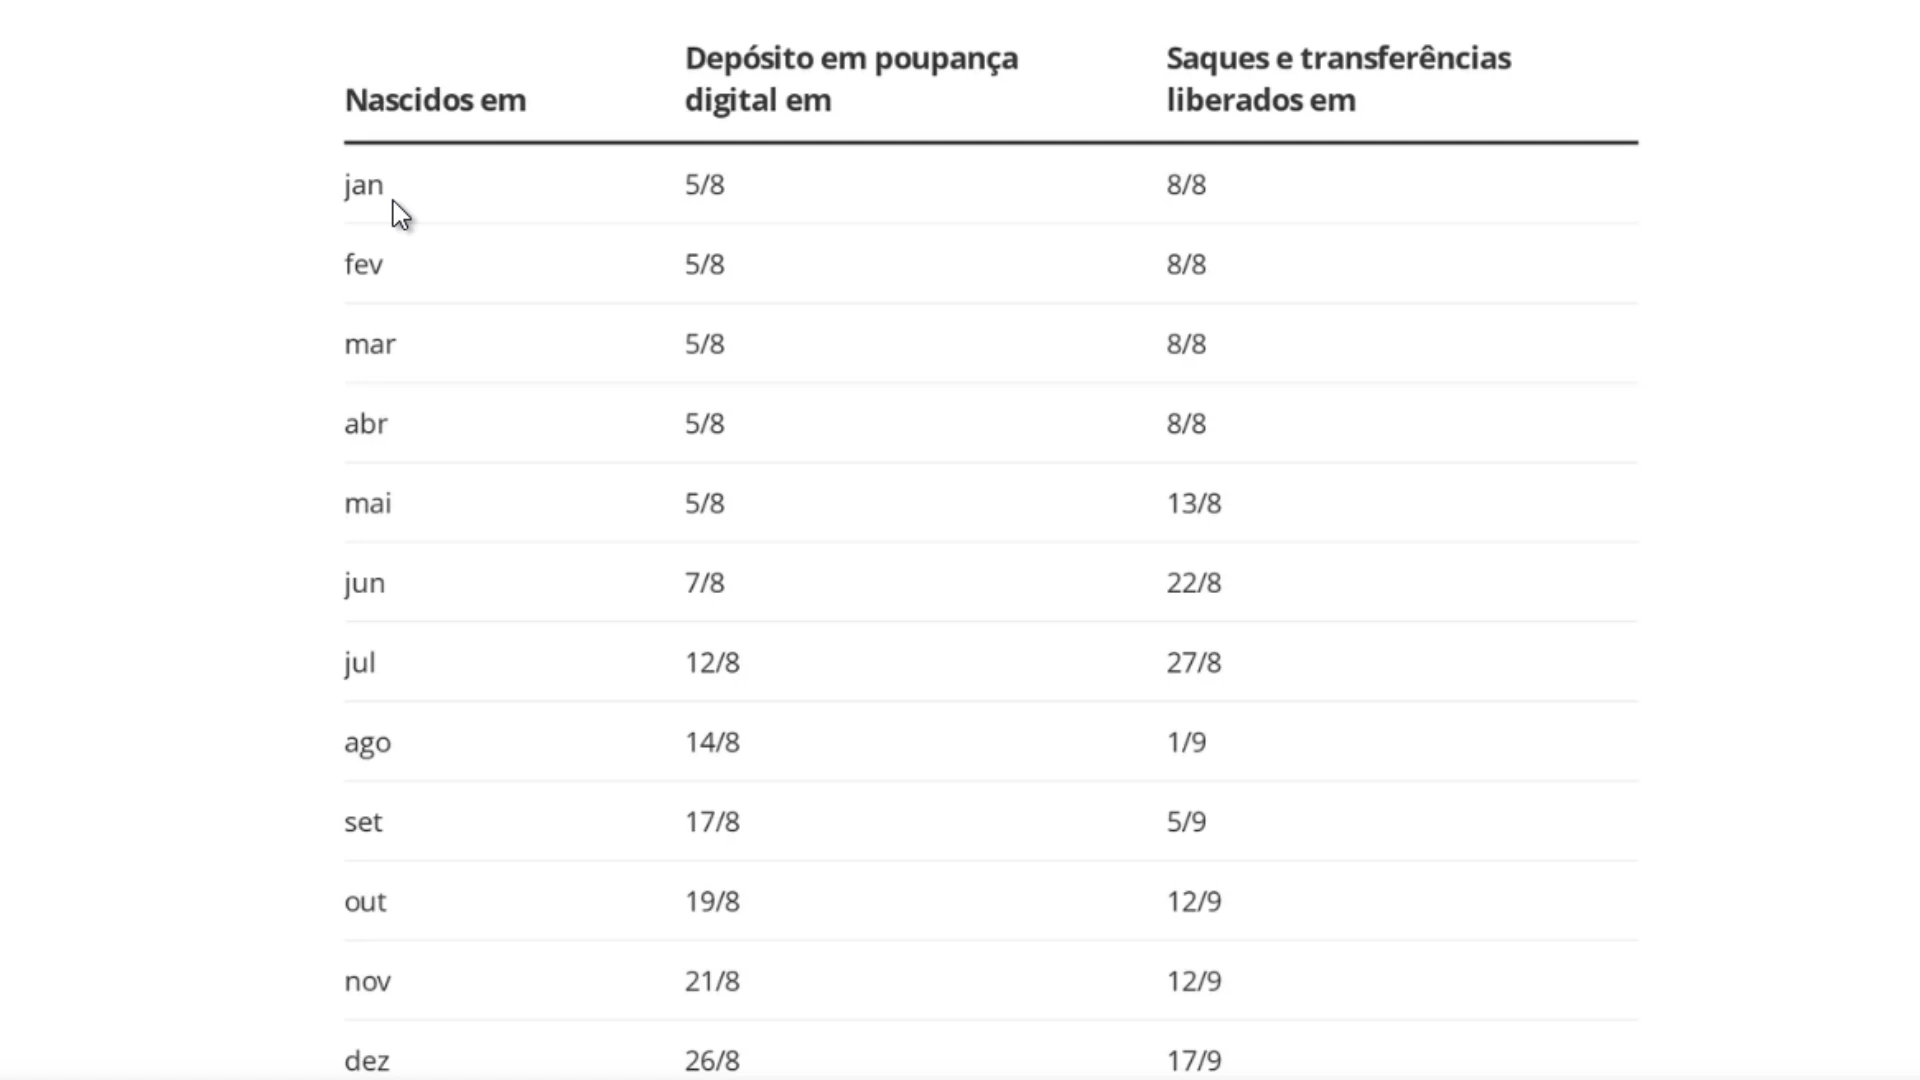 Nascidos em
Depósito em poupança
digital em
Saques e transferências
liberados em
jan 5/8 8/8
fev 5/8 8/8
mar 5/8 8/8
abr 5/8 8/8
mai 5/8 13/8
jun 7/8 22/8
jul 12/8 27/8
ago 14/8 1/9
set 17/8 5/9
out 19/8 12/9
nov 21/8 12/9
dez 26/8 17/9